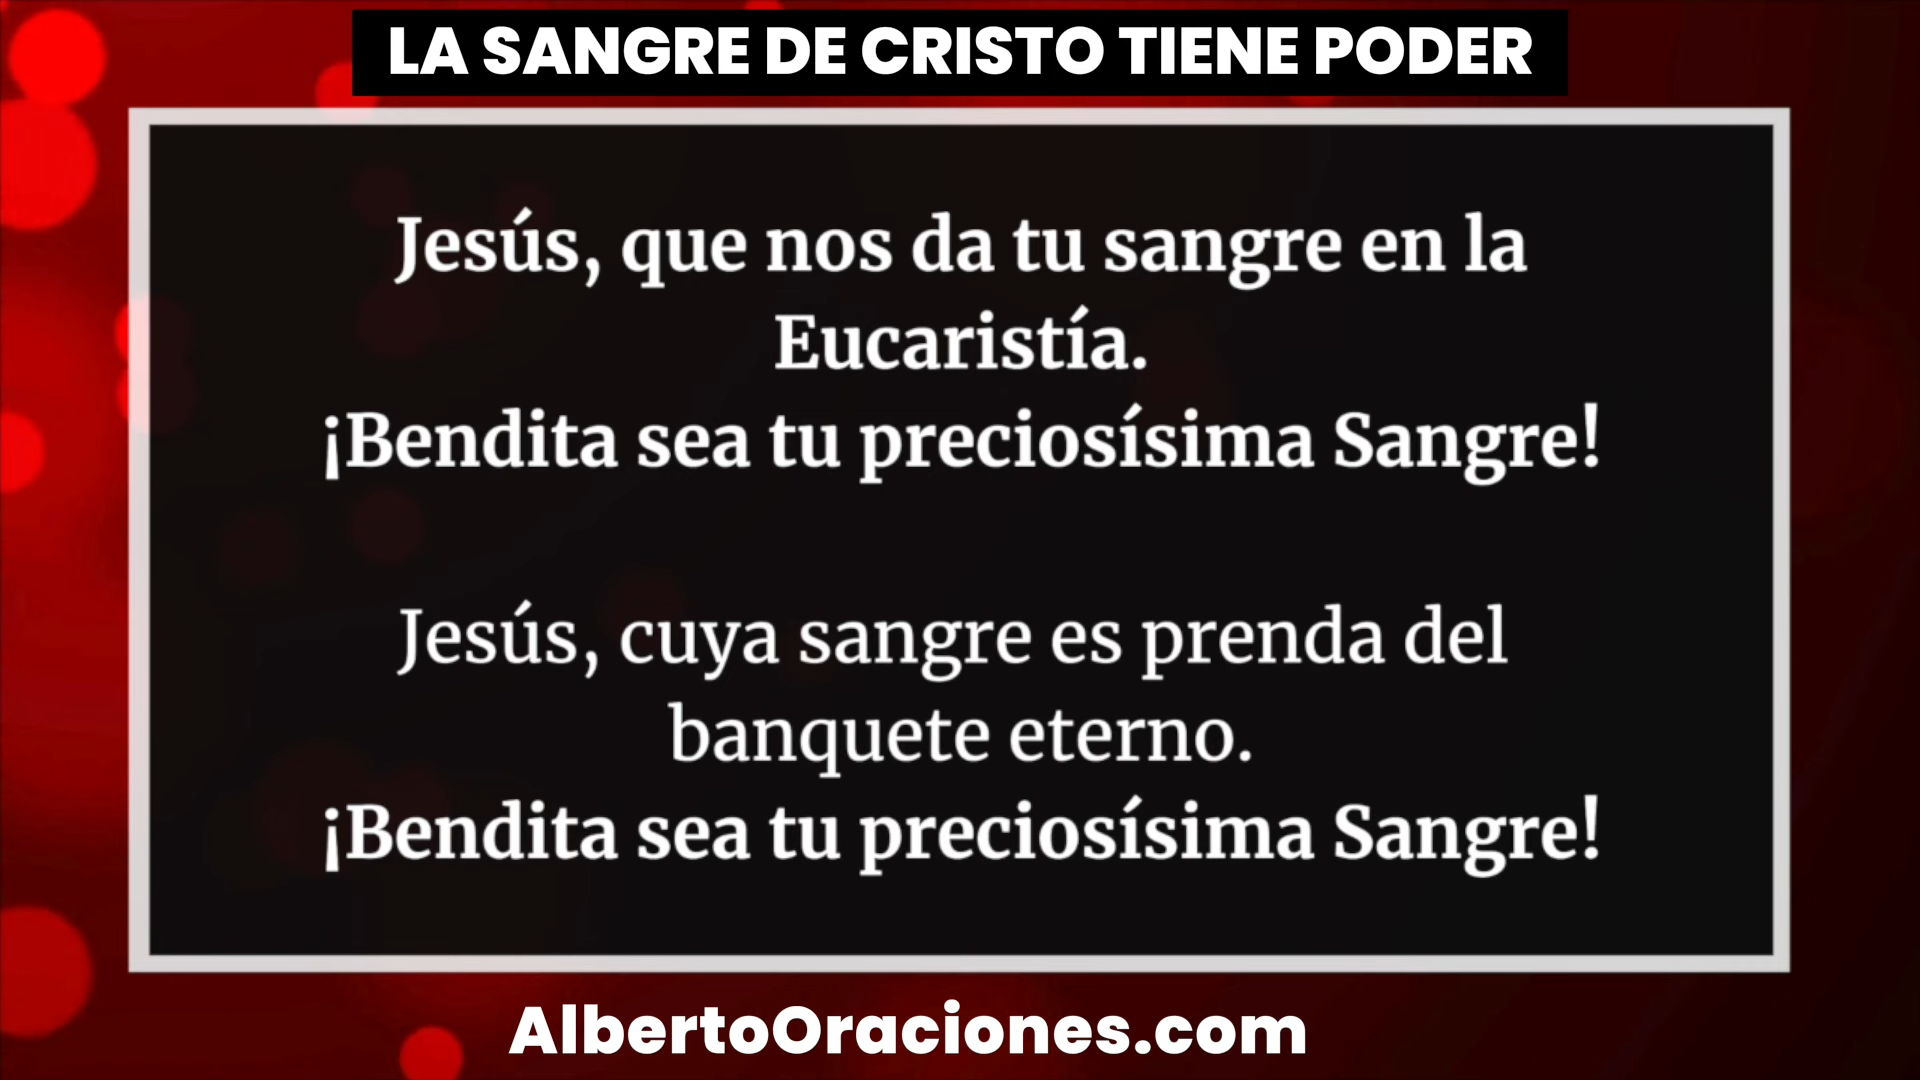 LA SANGRE DE CRISTO TIENE PODER
Jesús, que nos da tu sangre en la
Eucaristía.
¡Bendita sea tu preciosísima Sangre!
Jesús, cuya sangre es prenda del
banquete eterno.
¡Bendita sea tu preciosísima Sangre!
AlbertoOraciones.com